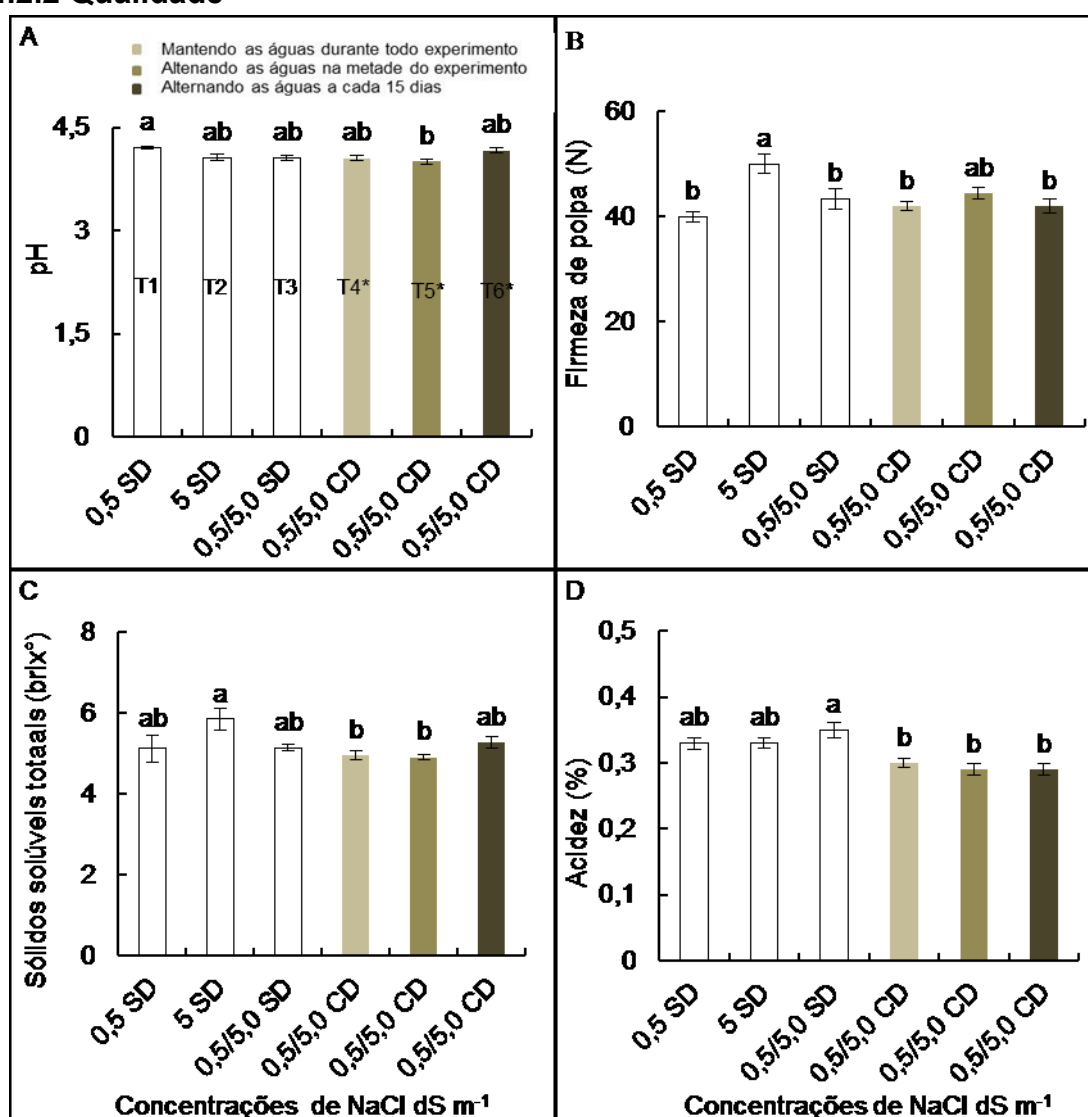 A
Mantendo as águas durante todo experimento
Altenando as águas na metade do experimento
Alternando as águas a cada 15 dias
4,5
3
1,5
0
pH
a
ab
ab
ab
b
ab
T1
T2
T3
T4*
T5*
T6*
0,5 SD
5 SD
0,5/5,0 SD
0,5/5,0 CD
0,5/5,0 CD
0,5/5,0 CD
B
60
40
20
0
Firmeza de polpa (N)
b
a
b
b
ab
b
0,5 SD
5 SD
0,5/5,0 SD
0,5/5,0 CD
0,5/5,0 CD
0,5/5,0 CD
C
8
6
4
2
0
Sólidos solúveis totaais (brix°)
ab
a
ab
b
b
ab
0,5 SD
5 SD
0,5/5,0 SD
0,5/5,0 CD
0,5/5,0 CD
0,5/5,0 CD
Concentrações de NaCl dS m⁻¹
D
0,5
0,4
0,3
0,2
0,1
0
Acidez (%)
ab
ab
a
b
b
b
0,5 SD
5 SD
0,5/5,0 SD
0,5/5,0 CD
0,5/5,0 CD
0,5/5,0 CD
Concentrações de NaCl dS m⁻¹